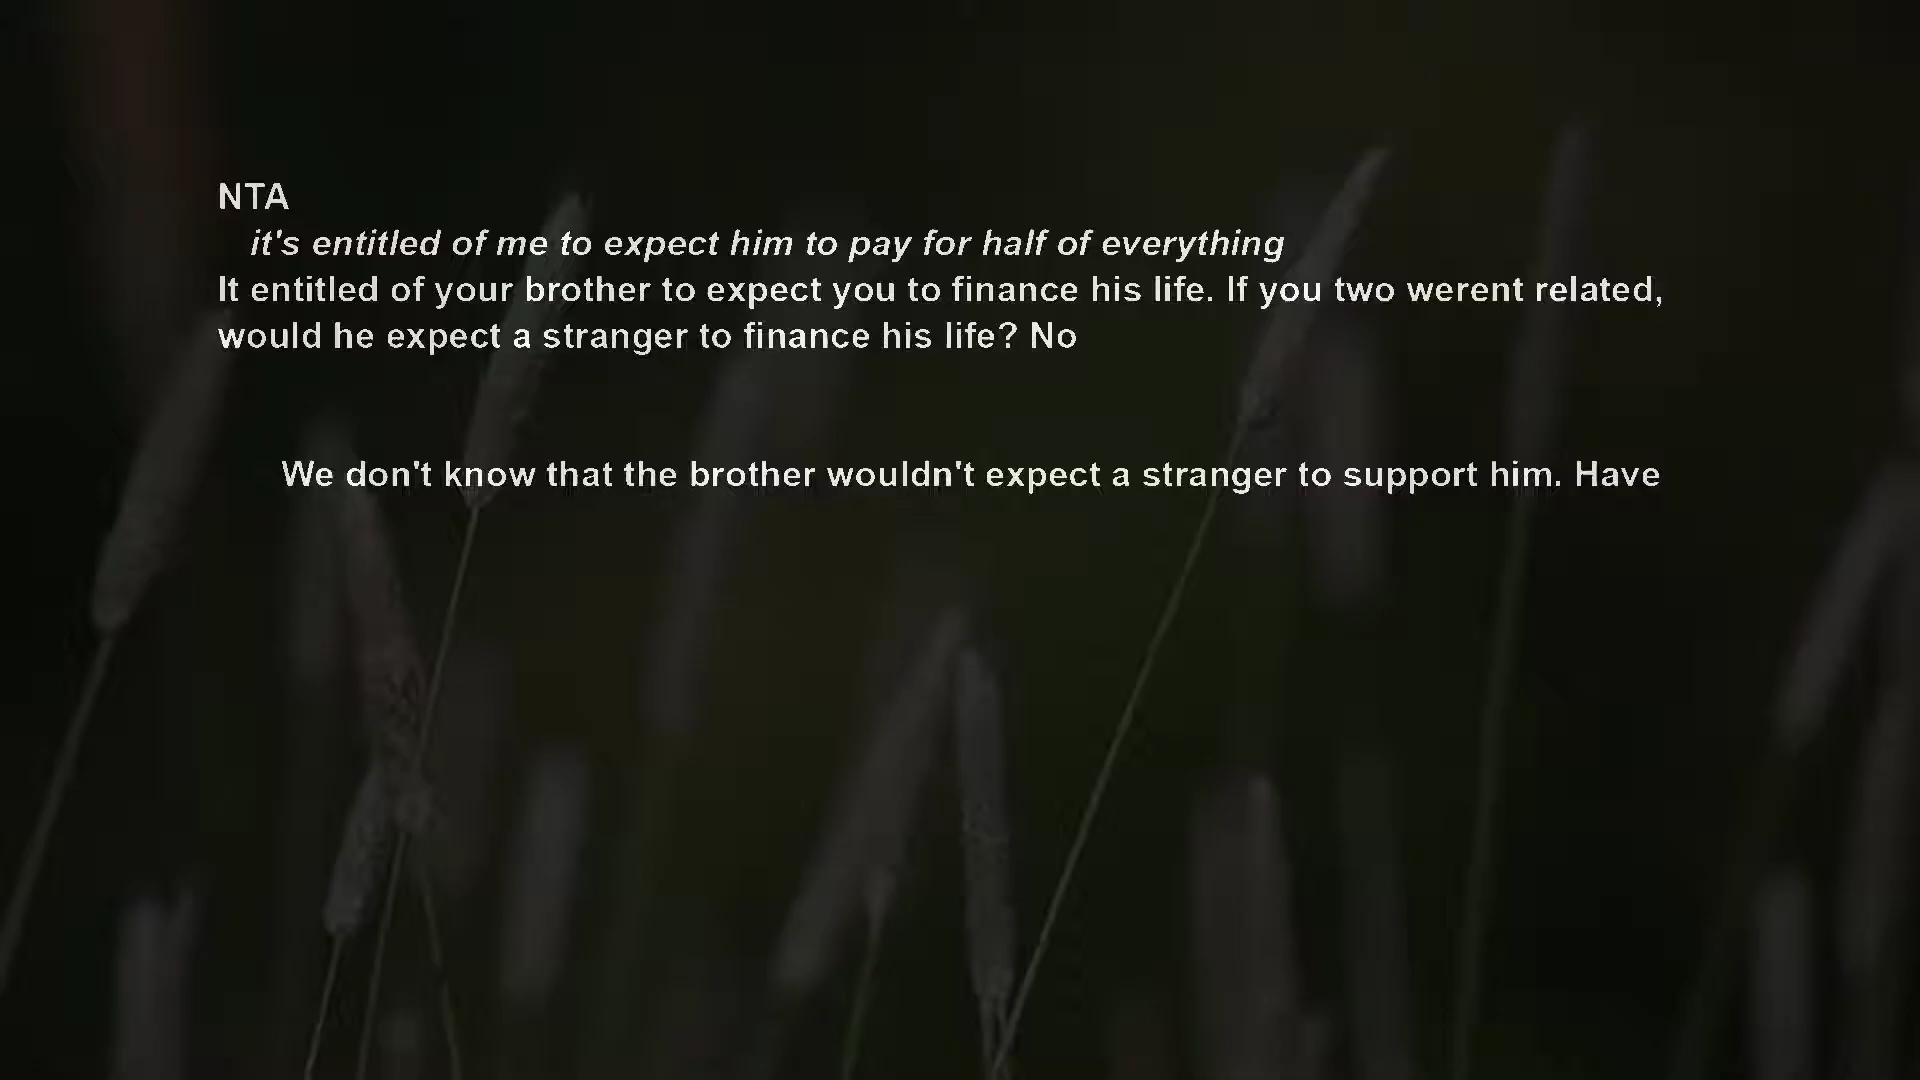 NTA
it's entitled of me to expect him to pay for half of everything
It entitled of your brother to expect you to finance his life. If you two werent related,
would he expect a stranger to finance his life? No
We don't know that the brother wouldn't expect a stranger to support him. Have